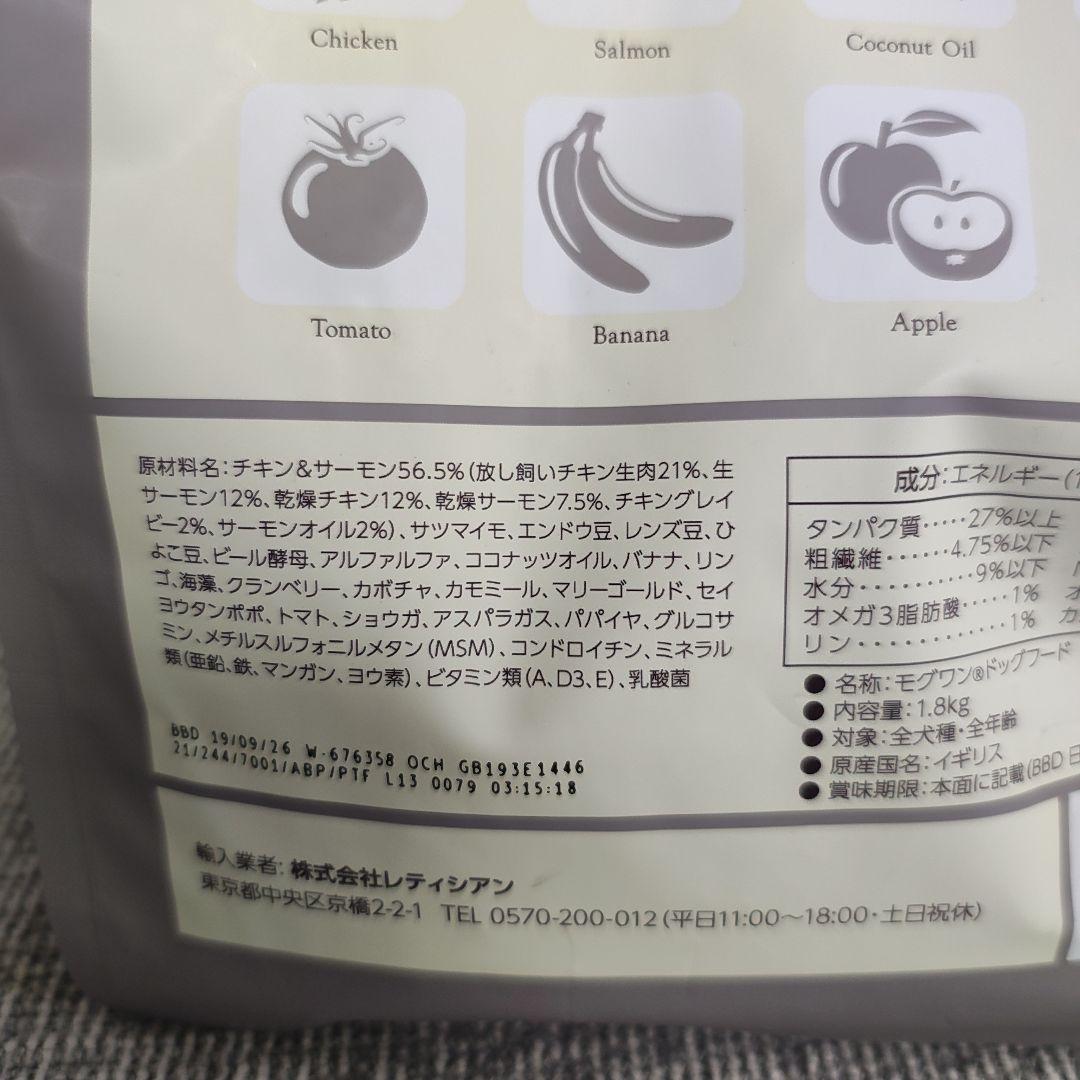 Chicken
Salmon
Coconut Oil
Tomato
Banana
Apple
原材料名：チキン&サーモン56.5%（放し飼いチキン生肉21%、生
サーモン12%、乾燥チキン12%、乾燥サーモン7.5%、チキングレイ
ビー2%、サーモンオイル2%）、サツマイモ、エンドウ豆、レンズ豆、ひ
よこ豆、ビール酵母、アルファルファ、ココナッツオイル、バナナ、リン
ゴ、海藻、クランベリー、カボチャ、カモミール、マリーゴールド、セイ
ヨウタンポポ、トマト、ショウガ、アスパラガス、パパイヤ、グルコサ
ミン、メチルスルフォニルメタン（MSM）、コンドロイチン、ミネラル
類（亜鉛、鉄、マンガン、ヨウ素）、ビタミン類（A、D3、E）、乳酸菌
BBD 19/09/26 W-676358 OCH GB193E1446
21/244/7001/ABP/PTF L13 0079 03:15:18
成分：エネルギー（1
タンパク質・・・・・27%以上
粗繊維・・・・・・4.75%以下
水分・・・・・・・・・・9%以下
オメガ3脂肪酸・・・・・1% オ
リン・・・・・・・・・・・・1% カ
● 名称：モグワン®ドッグフード
● 内容量：1.8kg
● 対象：全犬種・全年齢
● 原産国名：イギリス
● 賞味期限：本面に記載（BBD 日
輸入業者：株式会社レティシアン
東京都中央区京橋2-2-1 TEL 0570-200-012（平日11:00～18:00・土日祝休）